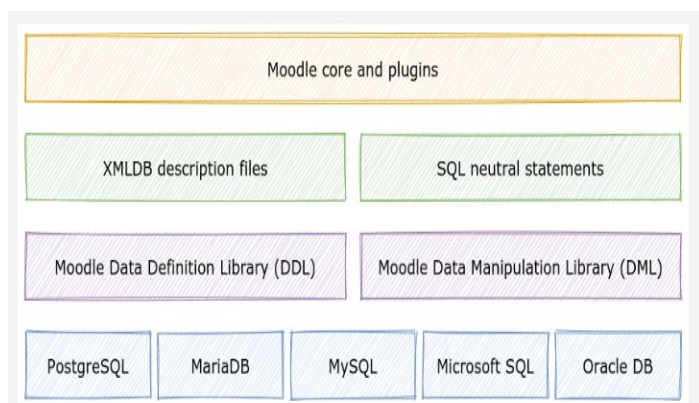 Moodle core and plugins
XMLDB description files
SQL neutral statements
Moodle Data Definition Library (DDL)
Moodle Data Manipulation Library (DML)
PostgreSQL
MariaDB
MySQL
Microsoft SQL
Oracle DB